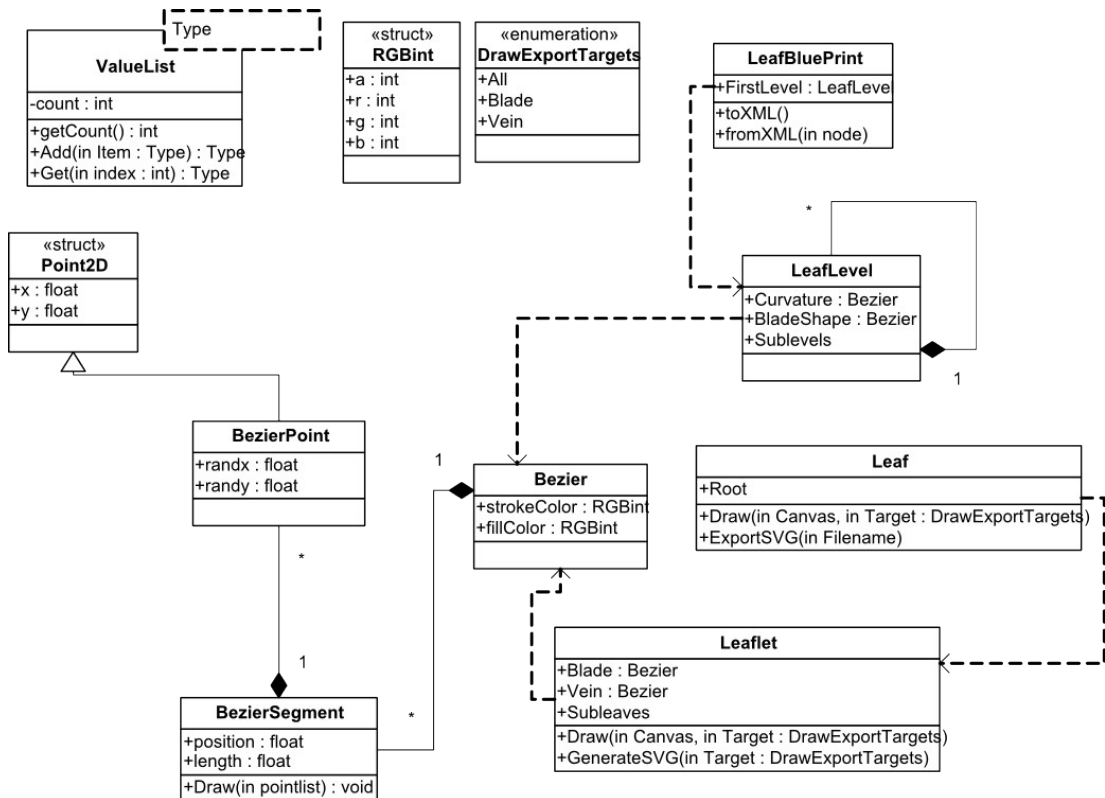 Type
ValueList
-count : int
+getCount() : int
+Add(in Item : Type) : Type
+Get(in index : int) : Type
«struct»
RGBint
+a : int
+r : int
+g : int
+b : int
«enumeration»
DrawExportTargets
+All
+Blade
+Vein
LeafBluePrint
+FirstLevel : LeafLevel
+toXML()
+fromXML(in node)
«struct»
Point2D
+x : float
+y : float
*
LeafLevel
+Curvature : Bezier
+BladeShape : Bezier
+Sublevels
1
BezierPoint
+randx : float
+randy : float
*
1
1
Bezier
+strokeColor : RGBint
+fillColor : RGBint
*
Leaf
+Root
+Draw(in Canvas, in Target : DrawExportTargets)
+ExportSVG(in Filename)
BezierSegment
+position : float
+length : float
+Draw(in pointlist) : void
Leaflet
+Blade : Bezier
+Vein : Bezier
+Subleaves
+Draw(in Canvas, in Target : DrawExportTargets)
+GenerateSVG(in Target : DrawExportTargets)